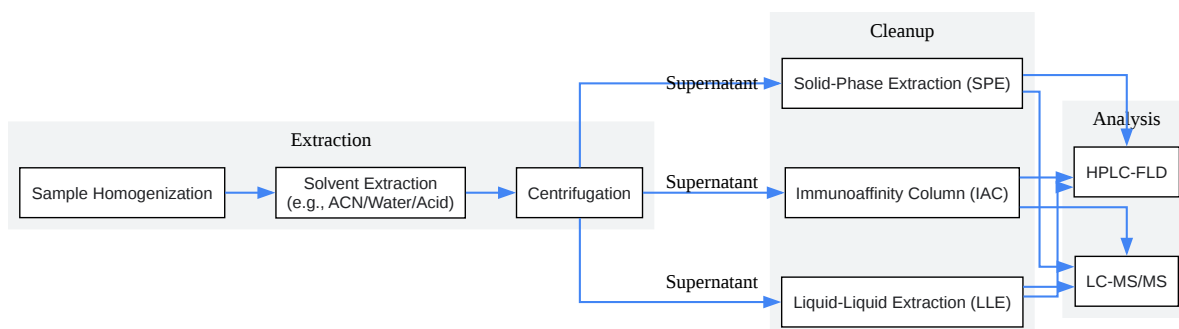 Extraction
Sample Homogenization
Solvent Extraction
(e.g., ACN/Water/Acid)
Centrifugation
Supernatant
Supernatant
Supernatant
Cleanup
Solid-Phase Extraction (SPE)
Immunoaffinity Column (IAC)
Liquid-Liquid Extraction (LLE)
Analysis
HPLC-FLD
LC-MS/MS